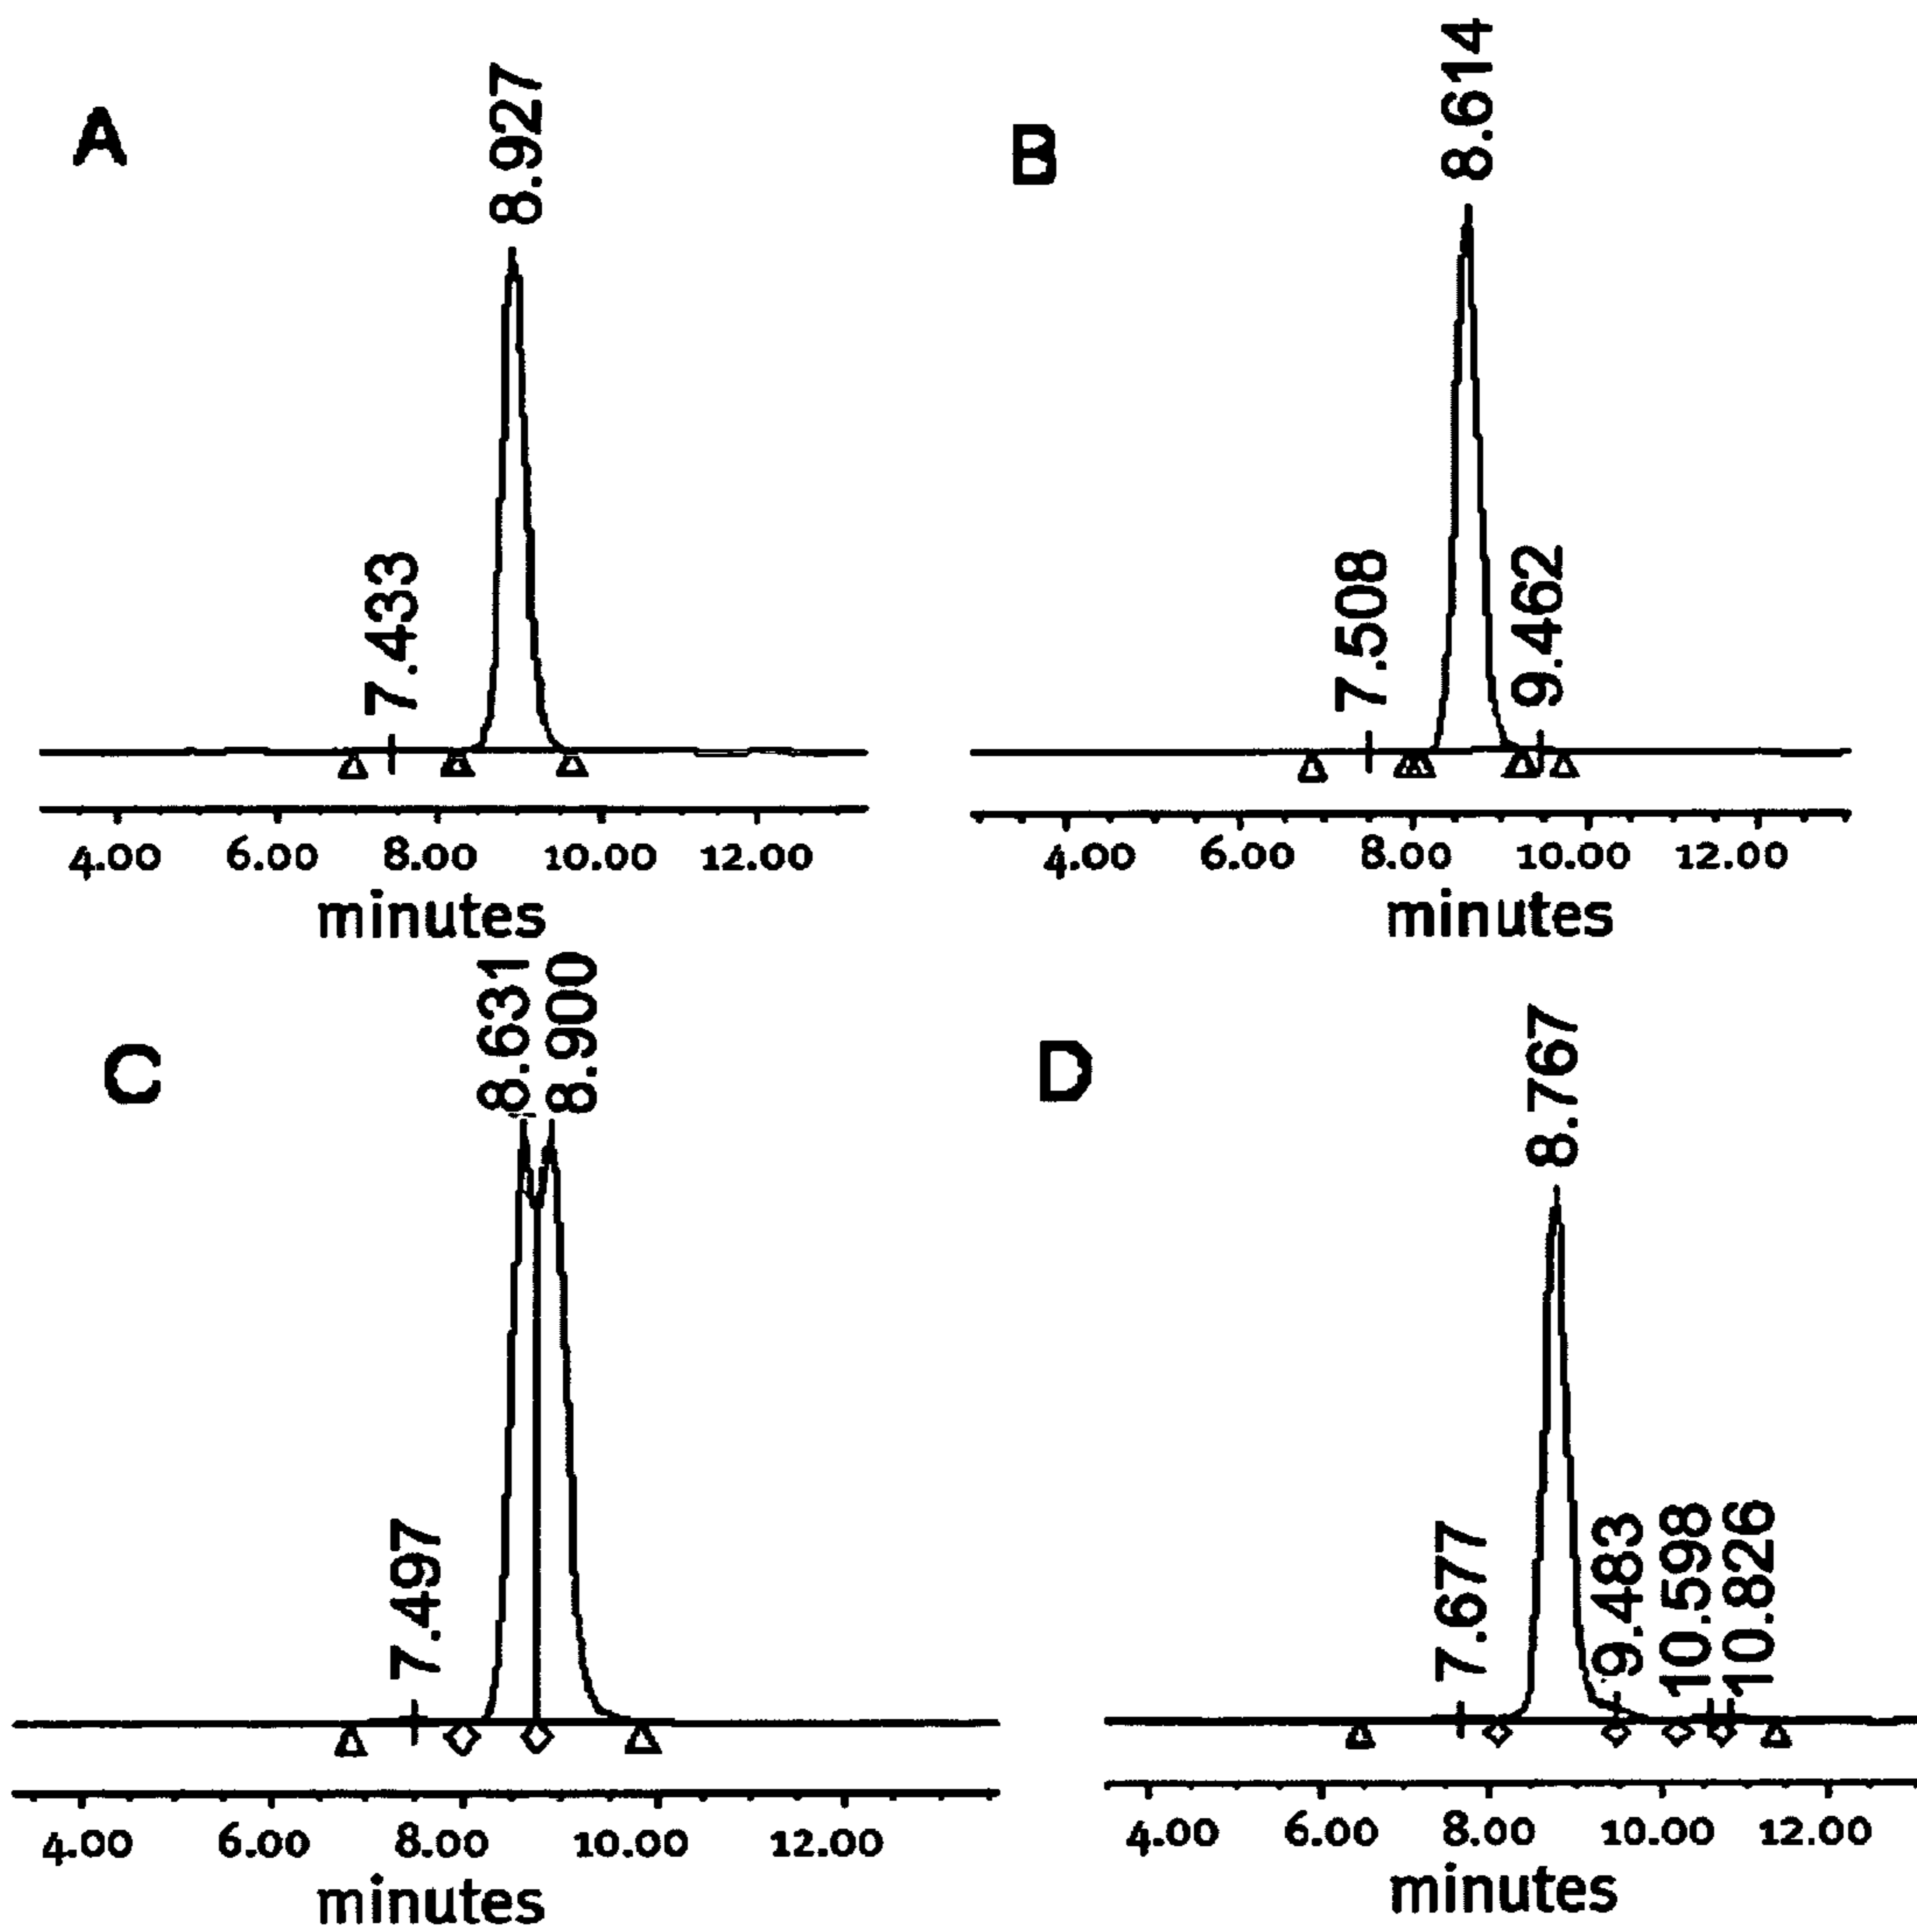 A
8.927
7.433
4.00 6.00 8.00 10.00 12.00
minutes
B
8.614
7.508
9.462
4.00 6.00 8.00 10.00 12.00
minutes
C
8.631
8.900
7.497
4.00 6.00 8.00 10.00 12.00
minutes
D
8.767
7.677
9.483
10.598
10.826
4.00 6.00 8.00 10.00 12.00
minutes